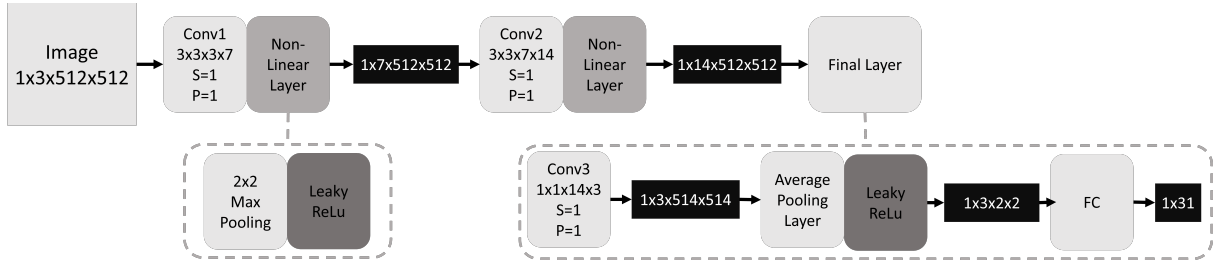 Image
1x3x512x512
Conv1
3x3x3x7
S=1
P=1
Non-
Linear
Layer
1x7x512x512
Conv2
3x3x7x14
S=1
P=1
Non-
Linear
Layer
1x14x512x512
Final Layer
2x2
Max
Pooling
Leaky
ReLu
Conv3
1x1x14x3
S=1
P=1
1x3x514x514
Average
Pooling
Layer
Leaky
ReLu
1x3x2x2
FC
1x31